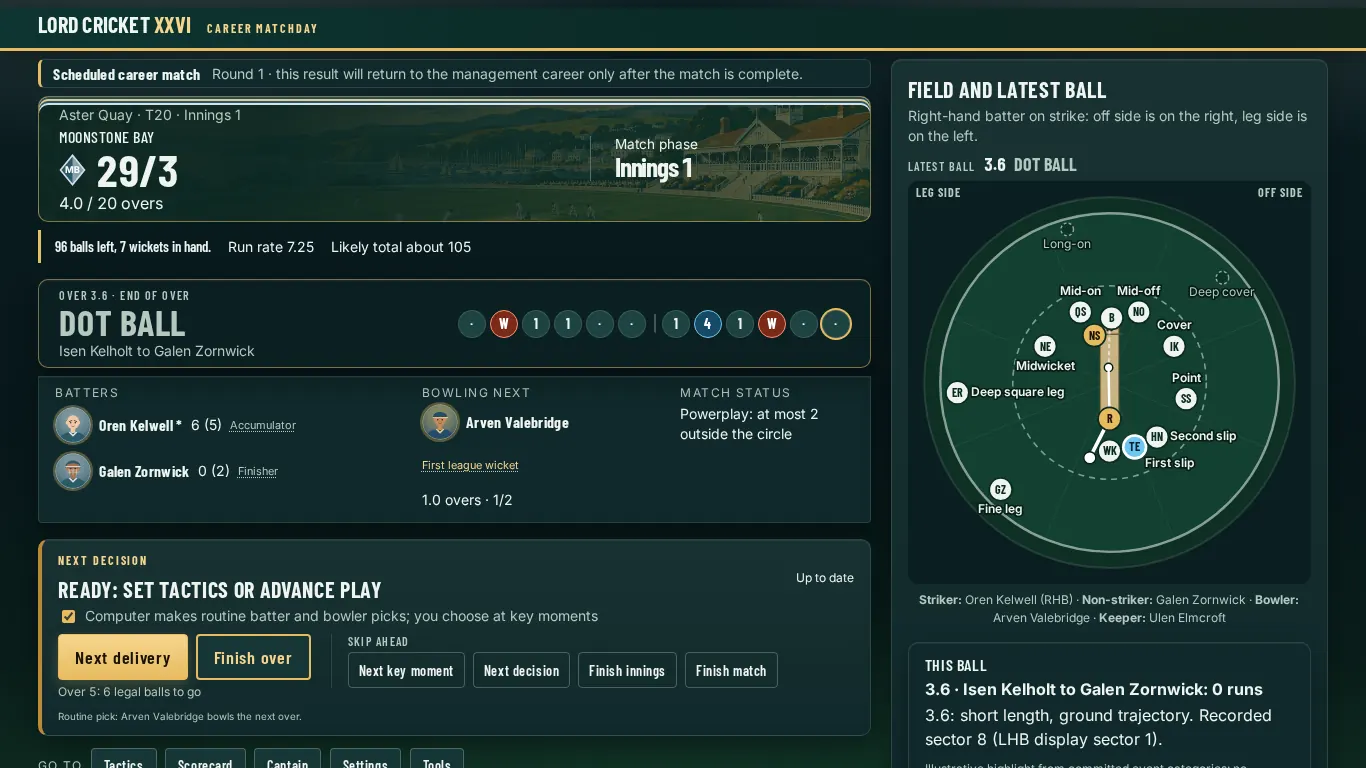 LORD CRICKET XXVI CAREER MATCHDAY
Scheduled career match Round 1 · this result will return to the management career only after the match is complete.
Aster Quay · T20 · Innings 1
MOONSTONE BAY
MB 29/3
4.0 / 20 overs
Match phase
Innings 1
96 balls left, 7 wickets in hand. Run rate 7.25 Likely total about 105
OVER 3.6 · END OF OVER
DOT BALL
Isen Kelholt to Galen Zornwick
· W 1 1 · · | 1 4 1 W · ·
BATTERS
Oren Kelwell * 6 (5) Accumulator
Galen Zornwick 0 (2) Finisher
BOWLING NEXT
Arven Valebridge
First league wicket
1.0 overs · 1/2
MATCH STATUS
Powerplay: at most 2
outside the circle
NEXT DECISION
READY: SET TACTICS OR ADVANCE PLAY
Up to date
Computer makes routine batter and bowler picks; you choose at key moments
Next delivery Finish over
SKIP AHEAD
Next key moment Next decision Finish innings Finish match
Over 5: 6 legal balls to go
Routine pick: Arven Valebridge bowls the next over.
GO TO Tactics Scorecard Captain Settings Tools
FIELD AND LATEST BALL
Right-hand batter on strike: off side is on the right, leg side is
on the left.
LATEST BALL 3.6 DOT BALL
LEG SIDE OFF SIDE
Long-on
Deep cover
Mid-on Mid-off
QS B NO
Cover
NS
NE IK
Midwicket
Point
ER Deep square leg
SS
R
HN Second slip
WK TE
First slip
GZ
Fine leg
Striker: Oren Kelwell (RHB) · Non-striker: Galen Zornwick · Bowler:
Arven Valebridge · Keeper: Ulen Elmcroft
THIS BALL
3.6 · Isen Kelholt to Galen Zornwick: 0 runs
3.6: short length, ground trajectory. Recorded
sector 8 (LHB display sector 1).
Illustrative highlight from committed event categories; no